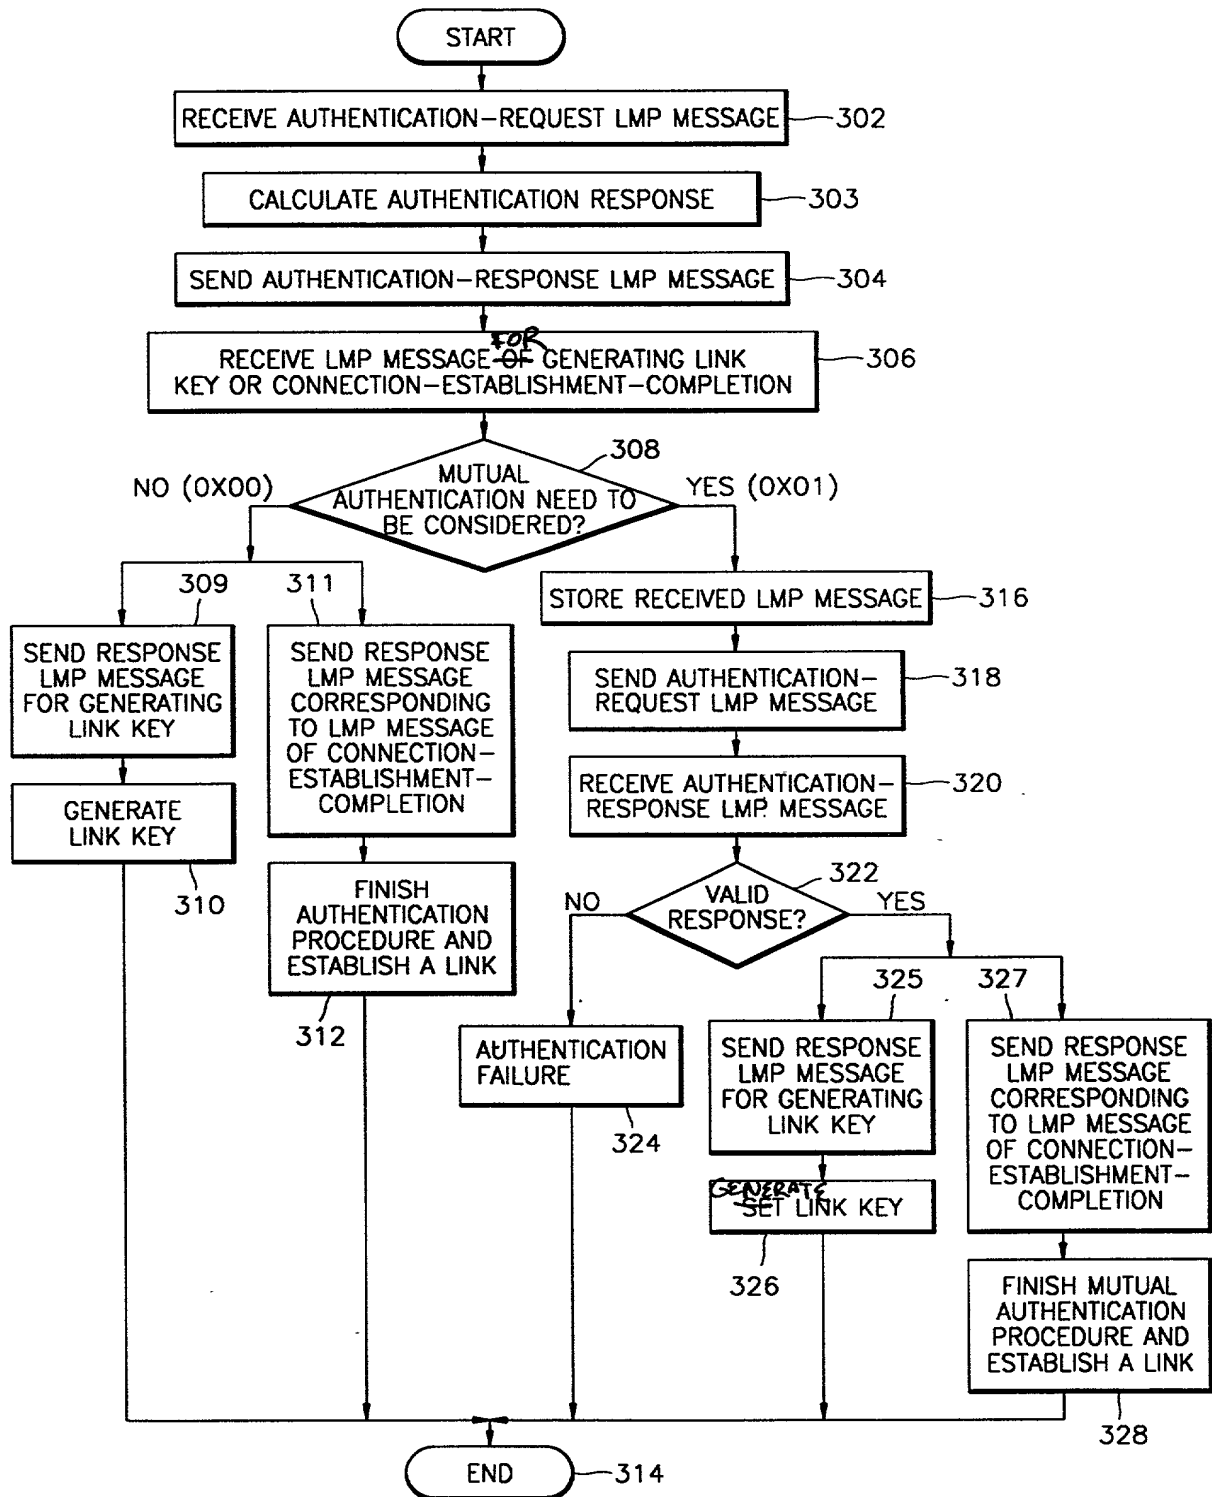 START
RECEIVE AUTHENTICATION-REQUEST LMP MESSAGE
302
CALCULATE AUTHENTICATION RESPONSE
303
SEND AUTHENTICATION-RESPONSE LMP MESSAGE
304
FOR
RECEIVE LMP MESSAGE OF GENERATING LINK
KEY OR CONNECTION-ESTABLISHMENT-COMPLETION
306
308
MUTUAL
AUTHENTICATION NEED TO
BE CONSIDERED?
NO (0X00)
YES (0X01)
309
311
SEND RESPONSE
LMP MESSAGE
FOR GENERATING
LINK KEY
GENERATE
LINK KEY
310
SEND RESPONSE
LMP MESSAGE
CORRESPONDING
TO LMP MESSAGE
OF CONNECTION-
ESTABLISHMENT-
COMPLETION
FINISH
AUTHENTICATION
PROCEDURE AND
ESTABLISH A LINK
312
STORE RECEIVED LMP MESSAGE
316
SEND AUTHENTICATION-
REQUEST LMP MESSAGE
318
RECEIVE AUTHENTICATION-
RESPONSE LMP MESSAGE
320
322
VALID
RESPONSE?
NO
YES
AUTHENTICATION
FAILURE
324
325
327
SEND RESPONSE
LMP MESSAGE
FOR GENERATING
LINK KEY
GENERATE
SET LINK KEY
326
SEND RESPONSE
LMP MESSAGE
CORRESPONDING
TO LMP MESSAGE
OF CONNECTION-
ESTABLISHMENT-
COMPLETION
FINISH MUTUAL
AUTHENTICATION
PROCEDURE AND
ESTABLISH A LINK
328
END
314